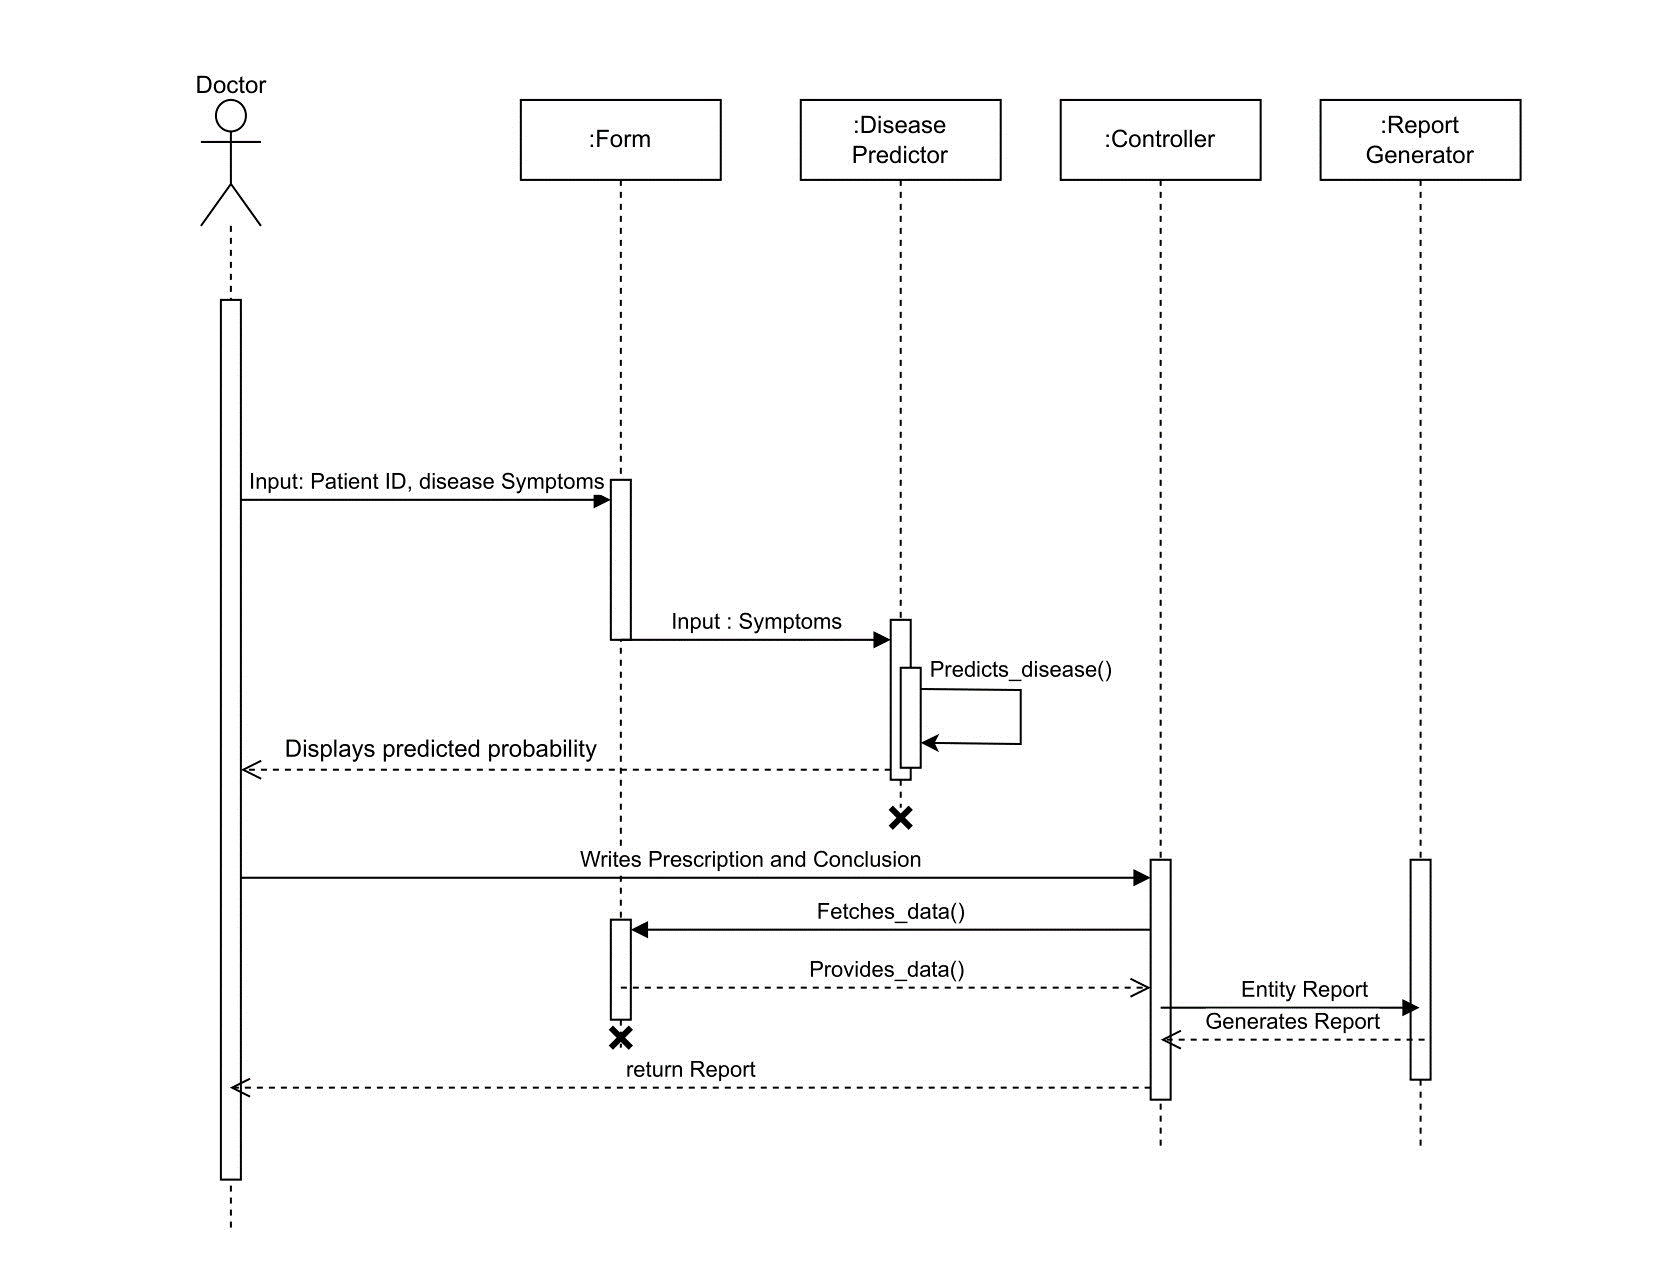 Doctor
:Form
:Disease
Predictor
:Controller
:Report
Generator
Input: Patient ID, disease Symptoms
Input : Symptoms
Predicts_disease()
Displays predicted probability
Writes Prescription and Conclusion
Fetches_data()
Provides_data()
Entity Report
Generates Report
return Report